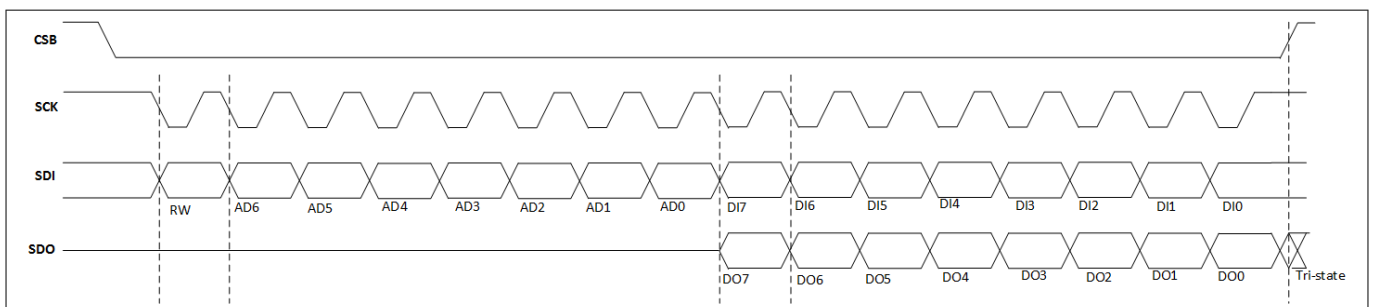 CSB
SCK
SDI
RW AD6 AD5 AD4 AD3 AD2 AD1 AD0 DI7 DI6 DI5 DI4 DI3 DI2 DI1 DI0
SDO
DO7 DO6 DO5 DO4 DO3 DO2 DO1 DO0 Tri-state